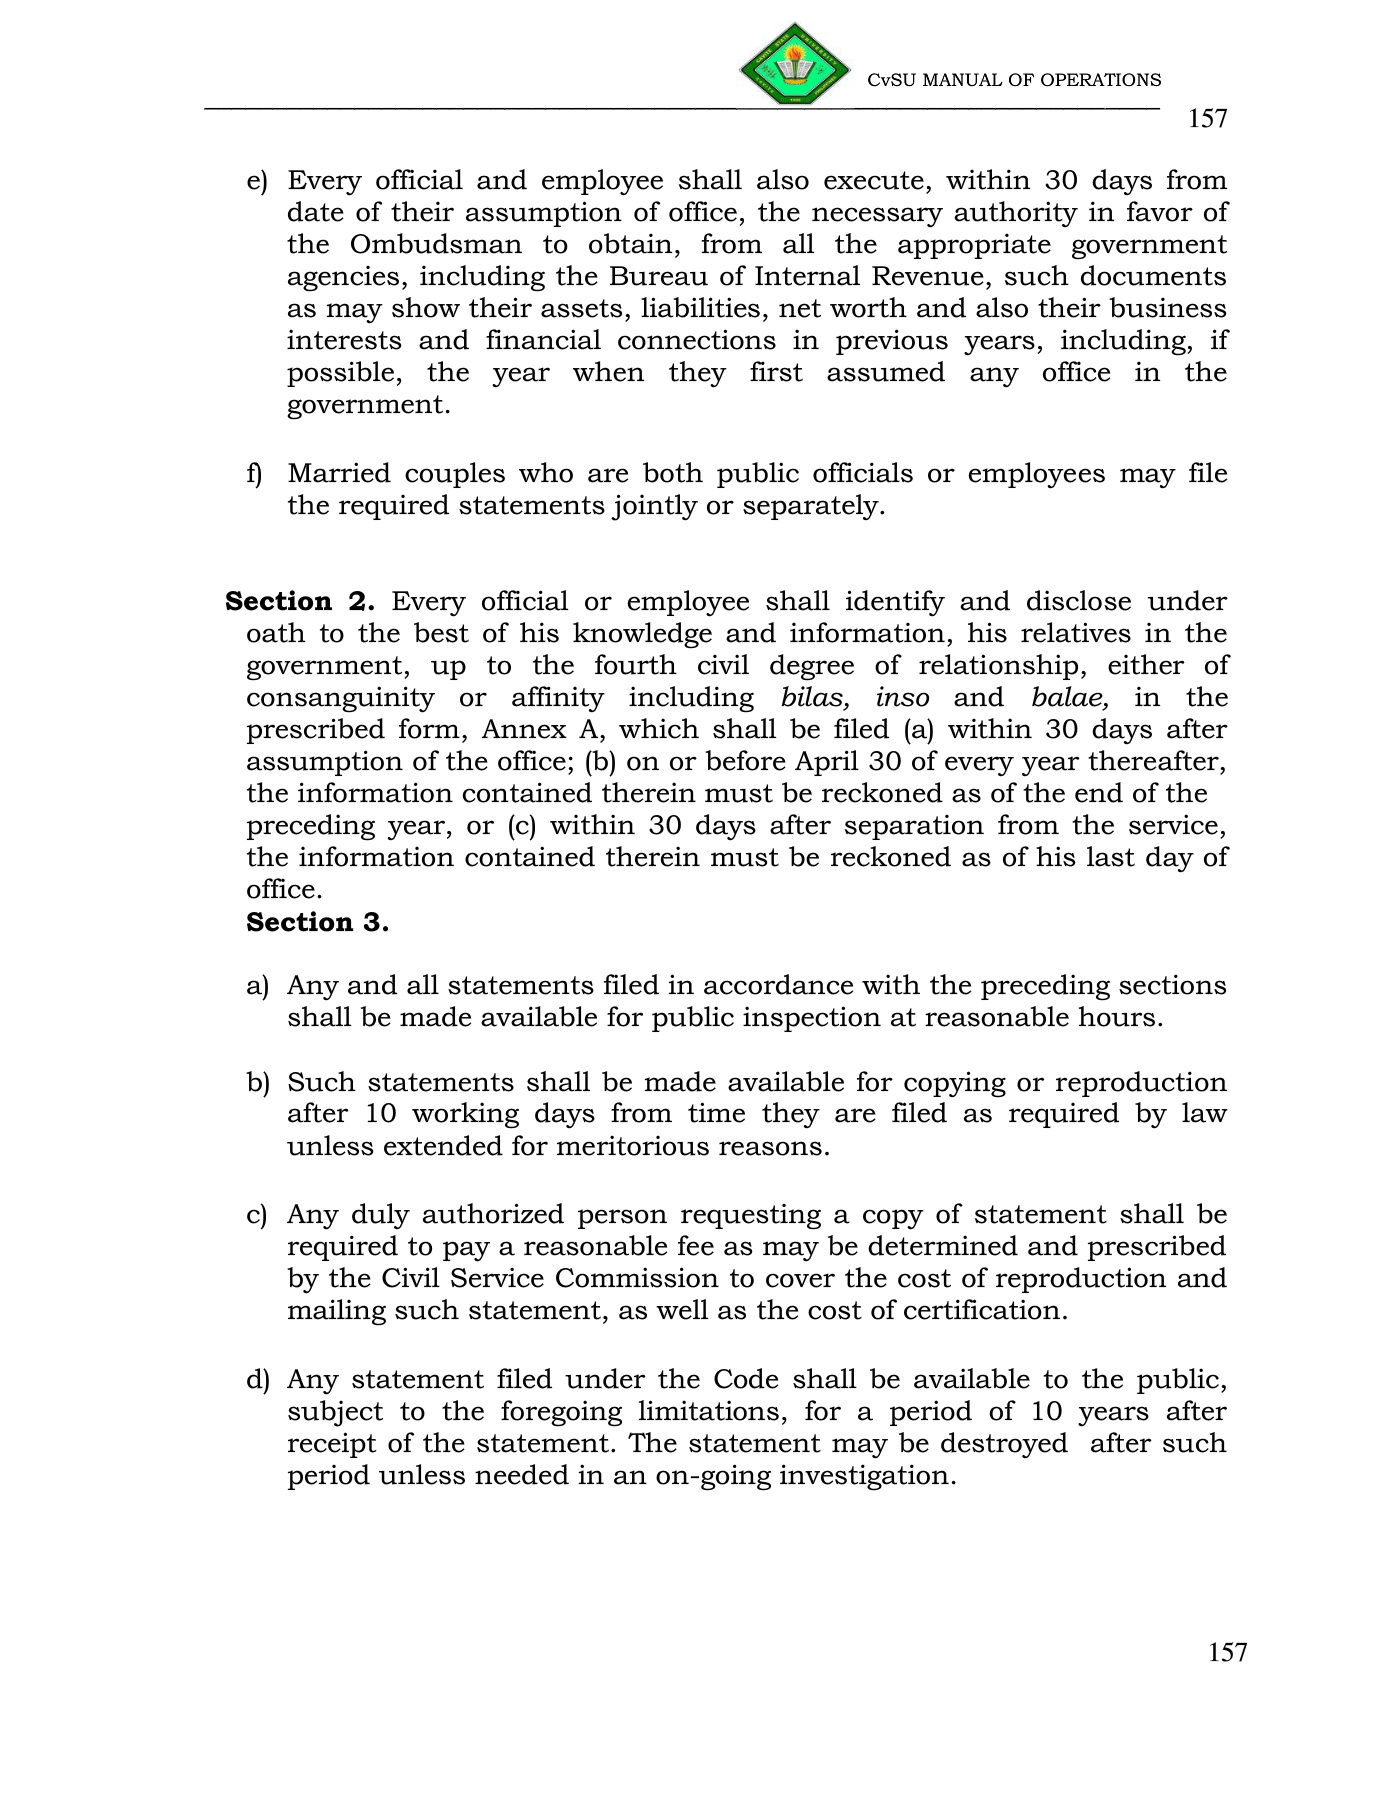 CvSU MANUAL OF OPERATIONS
157
e) Every official and employee shall also execute, within 30 days from
date of their assumption of office, the necessary authority in favor of
the Ombudsman to obtain, from all the appropriate government
agencies, including the Bureau of Internal Revenue, such documents
as may show their assets, liabilities, net worth and also their business
interests and financial connections in previous years, including, if
possible, the year when they first assumed any office in the
government.
f) Married couples who are both public officials or employees may file
the required statements jointly or separately.
Section 2. Every official or employee shall identify and disclose under
oath to the best of his knowledge and information, his relatives in the
government, up to the fourth civil degree of relationship, either of
consanguinity or affinity including bilas, inso and balae, in the
prescribed form, Annex A, which shall be filed (a) within 30 days after
assumption of the office; (b) on or before April 30 of every year thereafter,
the information contained therein must be reckoned as of the end of the
preceding year, or (c) within 30 days after separation from the service,
the information contained therein must be reckoned as of his last day of
office.
Section 3.
a) Any and all statements filed in accordance with the preceding sections
shall be made available for public inspection at reasonable hours.
b) Such statements shall be made available for copying or reproduction
after 10 working days from time they are filed as required by law
unless extended for meritorious reasons.
c) Any duly authorized person requesting a copy of statement shall be
required to pay a reasonable fee as may be determined and prescribed
by the Civil Service Commission to cover the cost of reproduction and
mailing such statement, as well as the cost of certification.
d) Any statement filed under the Code shall be available to the public,
subject to the foregoing limitations, for a period of 10 years after
receipt of the statement. The statement may be destroyed after such
period unless needed in an on-going investigation.
157